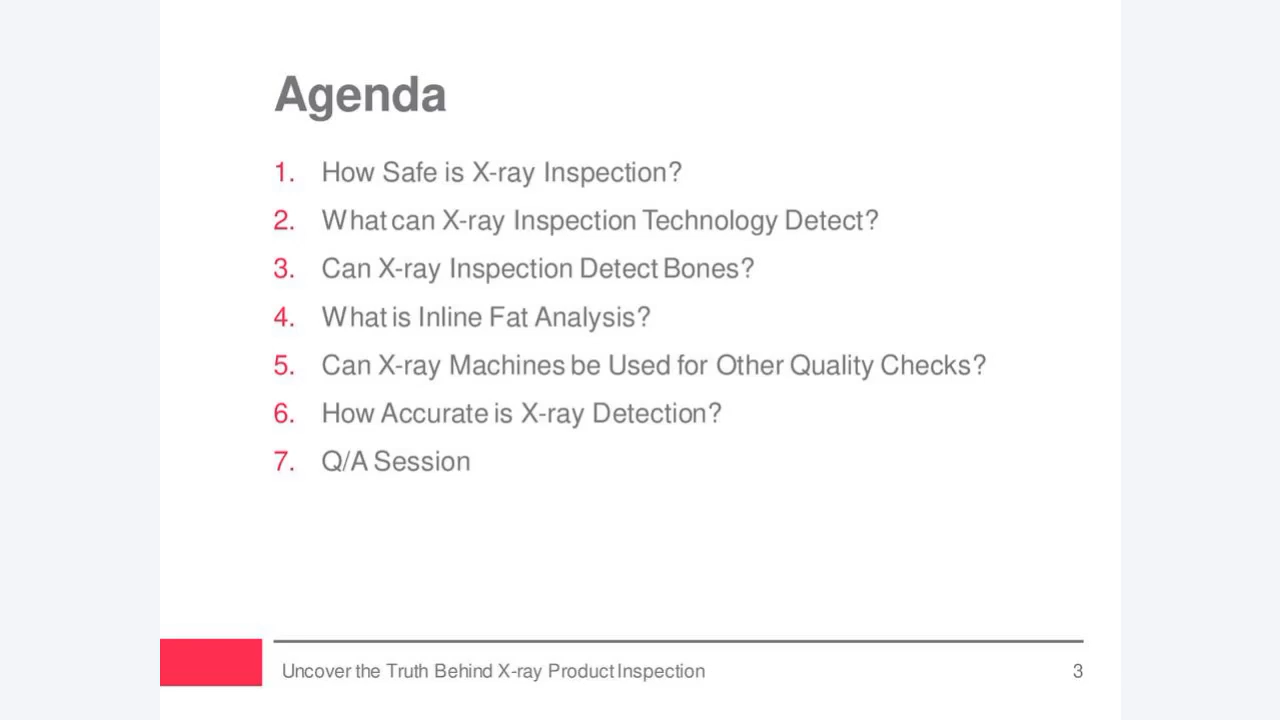 Agenda
1. How Safe is X-ray Inspection?
2. What can X-ray Inspection Technology Detect?
3. Can X-ray Inspection Detect Bones?
4. What is Inline Fat Analysis?
5. Can X-ray Machines be Used for Other Quality Checks?
6. How Accurate is X-ray Detection?
7. Q/A Session
Uncover the Truth Behind X-ray Product Inspection 3